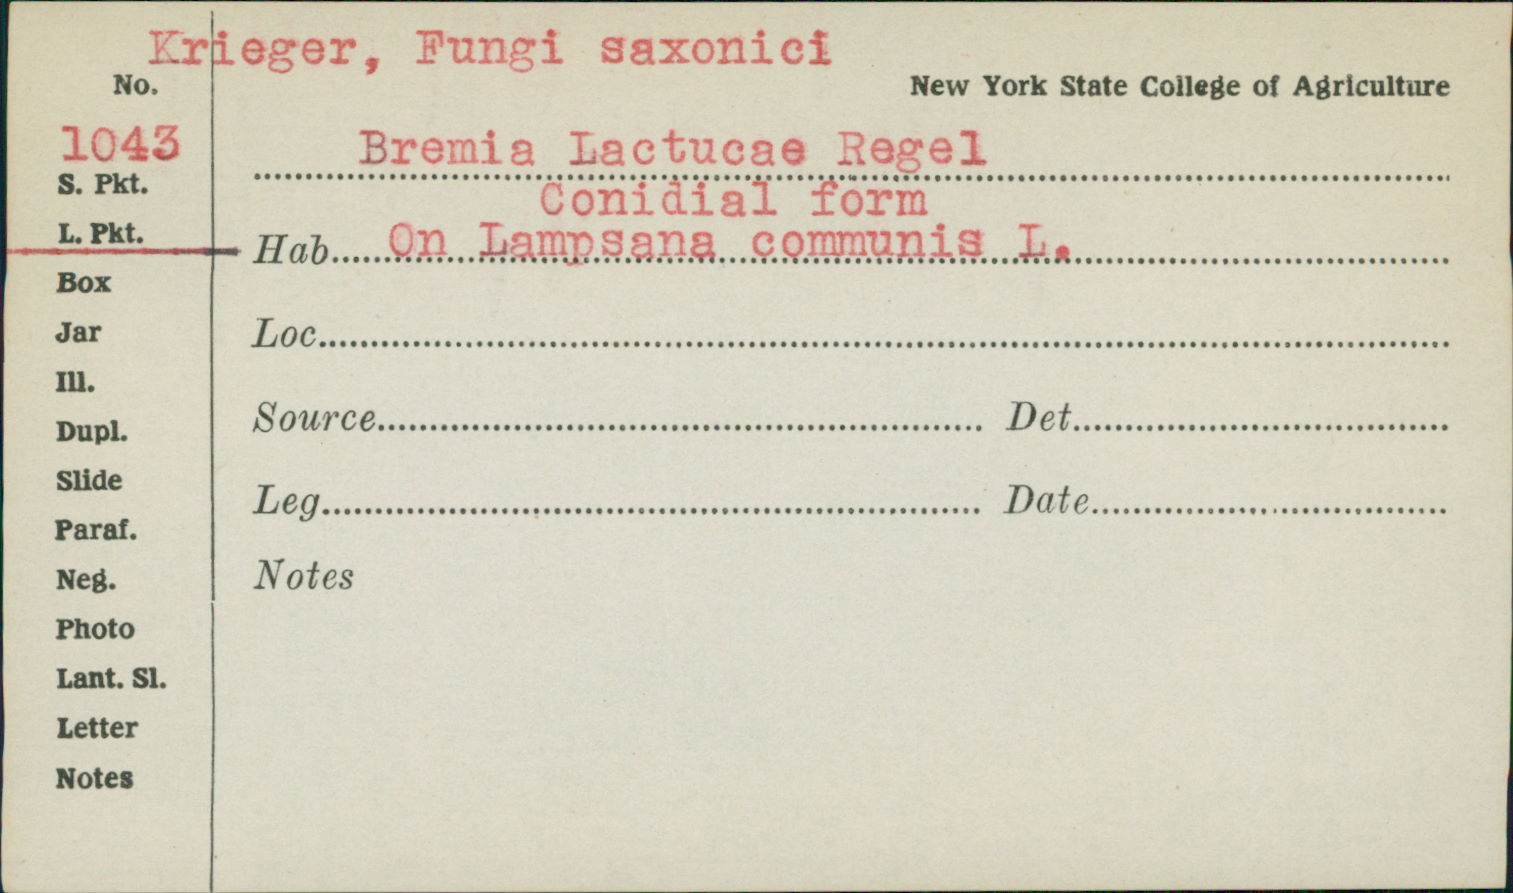 Krieger, Fungi saxonici
No.
New York State College of Agriculture
1043
Bremia Lactucae Regel
S. Pkt.
Conidial form
L. Pkt.
Hab. On Lampsana communis L.
Box
Jar
Loc.
Ill.
Dupl.
Source Det.
Slide
Leg. Date
Paraf.
Neg.
Notes
Photo
Lant. Sl.
Letter
Notes